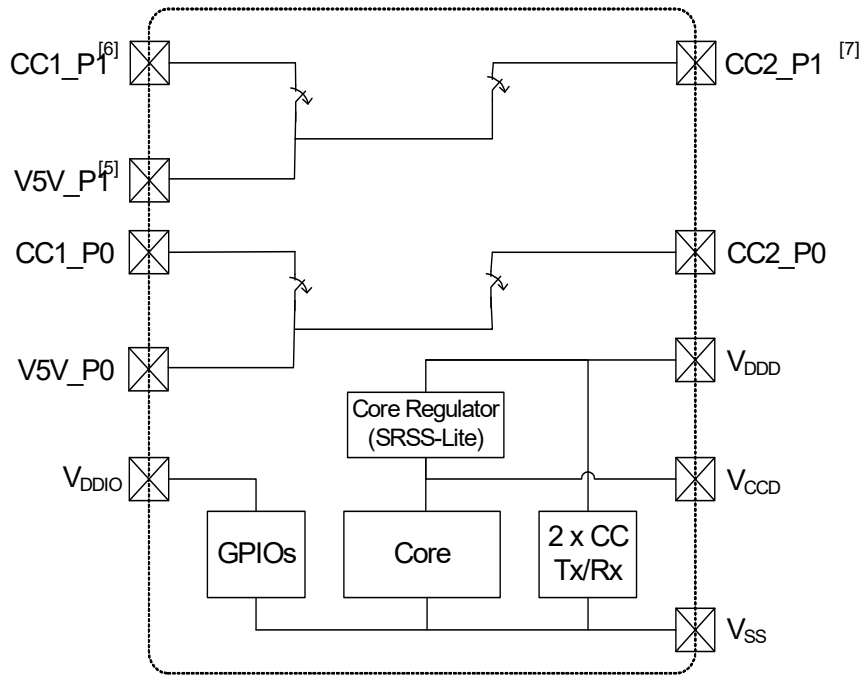 CC1_P1[6]
CC2_P1 [7]
V5V_P1[5]
CC1_P0
CC2_P0
V5V_P0
VDDD
Core Regulator
(SRSS-Lite)
VDDIO
VCCD
GPIOs
Core
2 x CC
Tx/Rx
VSS